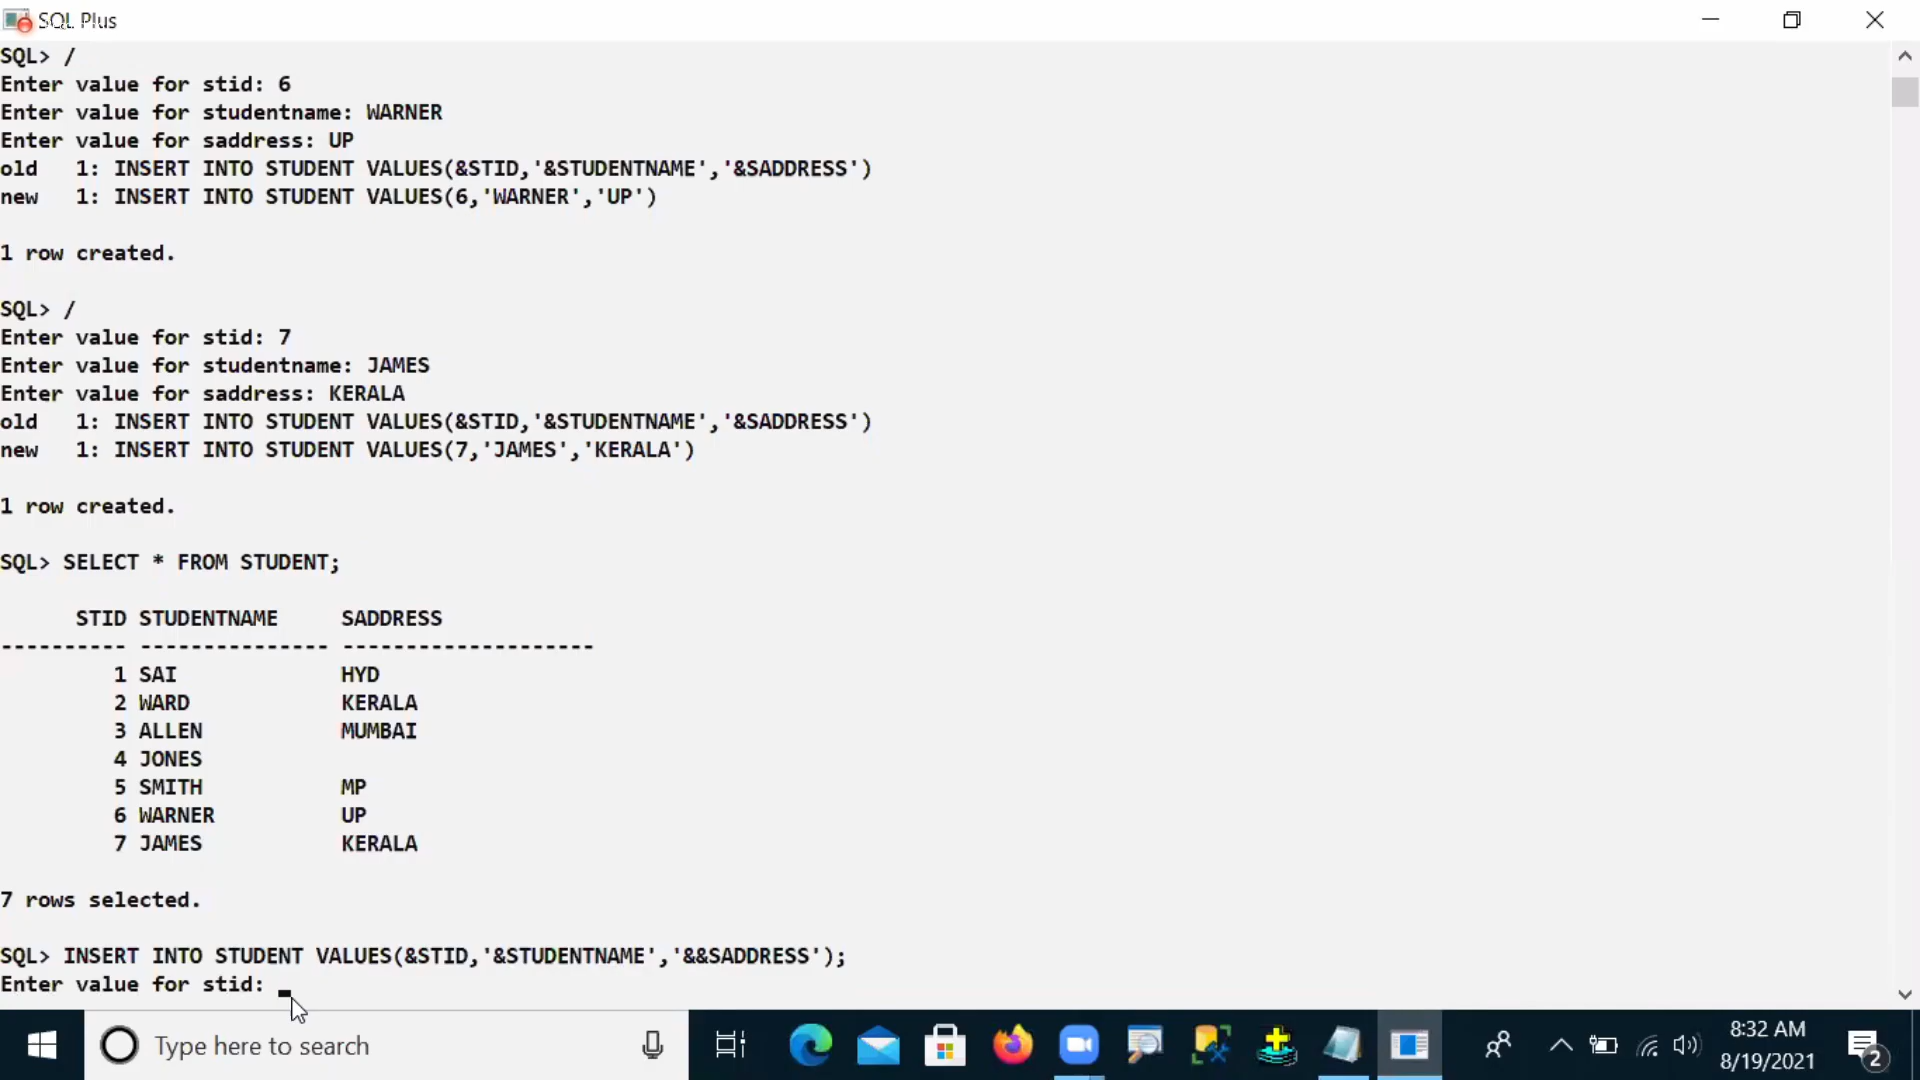 SQL Plus
SQL> /
Enter value for stid: 6
Enter value for studentname: WARNER
Enter value for saddress: UP
old   1: INSERT INTO STUDENT VALUES(&STID,'&STUDENTNAME','&SADDRESS')
new   1: INSERT INTO STUDENT VALUES(6,'WARNER','UP')
1 row created.
SQL> /
Enter value for stid: 7
Enter value for studentname: JAMES
Enter value for saddress: KERALA
old   1: INSERT INTO STUDENT VALUES(&STID,'&STUDENTNAME','&SADDRESS')
new   1: INSERT INTO STUDENT VALUES(7,'JAMES','KERALA')
1 row created.
SQL> SELECT * FROM STUDENT;
      STID STUDENTNAME     SADDRESS
---------- --------------- --------------------
         1 SAI             HYD
         2 WARD            KERALA
         3 ALLEN           MUMBAI
         4 JONES
         5 SMITH           MP
         6 WARNER          UP
         7 JAMES           KERALA
7 rows selected.
SQL> INSERT INTO STUDENT VALUES(&STID,'&STUDENTNAME','&&SADDRESS');
Enter value for stid:
Type here to search
8:32 AM
8/19/2021
2